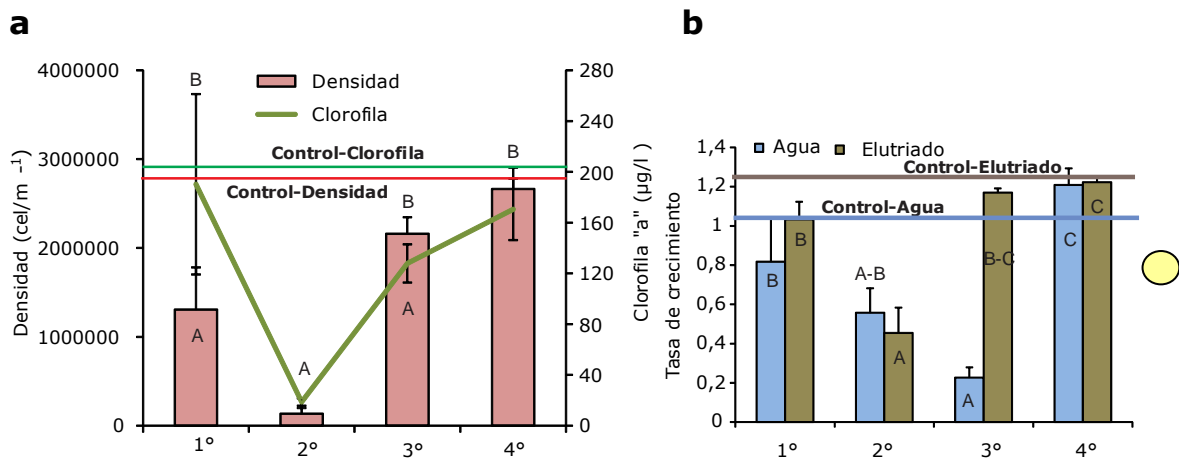 a
Densidad (cel/m -1)
4000000
3000000
2000000
1000000
0
Densidad
Clorofila
Control-Clorofila
Control-Densidad
B
A
A
B
A
B
1°
2°
3°
4°
280
240
200
160
120
80
40
0
Clorofila "a" (µg/l )
b
Tasa de crecimiento
1,4
1,2
1
0,8
0,6
0,4
0,2
0
Agua
Elutriado
Control-Elutriado
Control-Agua
B
B
A-B
A
A
B-C
C
C
1°
2°
3°
4°